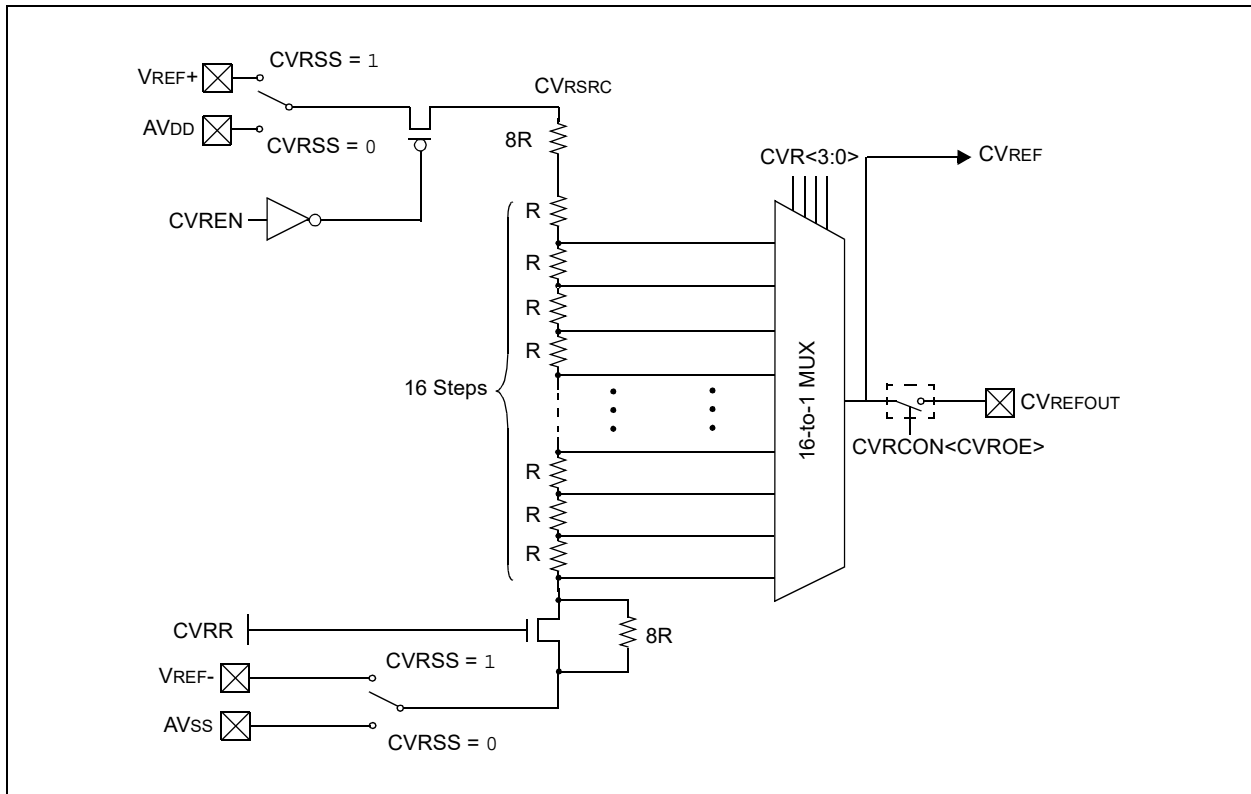 CVRSS = 1
VREF+
CVRSRC
AVDD
8R
CVRSS = 0
CVR<3:0>
CVREF
CVREN
R
R
R
R
16 Steps
16-to-1 MUX
CVREFOUT
CVRCON<CVROE>
R
R
R
CVRR
8R
CVRSS = 1
VREF-
AVSS
CVRSS = 0